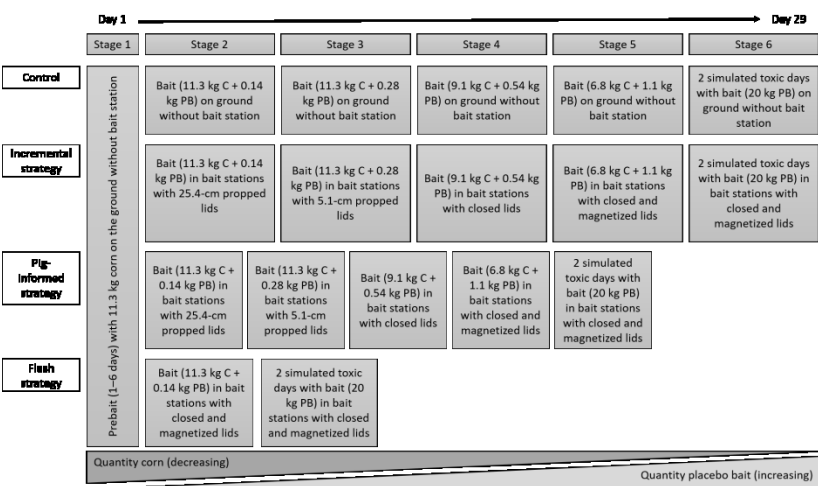 Day 1
Day 29
Stage 1
Stage 2
Stage 3
Stage 4
Stage 5
Stage 6
Prebait (1–6 days) with 11.3 kg corn on the ground without bait station
Control
Bait (11.3 kg C + 0.14
kg PB) on ground
without bait station
Bait (11.3 kg C + 0.28
kg PB) on ground
without bait station
Bait (9.1 kg C + 0.54 kg
PB) on ground without
bait station
Bait (6.8 kg C + 1.1 kg
PB) on ground without
bait station
2 simulated toxic days
with bait (20 kg PB) on
ground without bait
station
Incremental
strategy
Bait (11.3 kg C + 0.14
kg PB) in bait stations
with 25.4-cm propped
lids
Bait (11.3 kg C + 0.28
kg PB) in bait stations
with 5.1-cm propped
lids
Bait (9.1 kg C + 0.54 kg
PB) in bait stations
with closed lids
Bait (6.8 kg C + 1.1 kg
PB) in bait stations
with closed and
magnetized lids
2 simulated toxic days
with bait (20 kg PB) in
bait stations with
closed and
magnetized lids
Pig-
informed
strategy
Bait (11.3 kg C +
0.14 kg PB) in
bait stations
with 25.4-cm
propped lids
Bait (11.3 kg C +
0.28 kg PB) in
bait stations
with 5.1-cm
propped lids
Bait (9.1 kg C +
0.54 kg PB) in
bait stations
with closed lids
Bait (6.8 kg C +
1.1 kg PB) in
bait stations
with closed and
magnetized lids
2 simulated
toxic days with
bait (20 kg PB)
in bait stations
with closed and
magnetized lids
Flash
strategy
Bait (11.3 kg C +
0.14 kg PB) in bait
stations with
closed and
magnetized lids
2 simulated toxic
days with bait (20
kg PB) in bait
stations with closed
and magnetized lids
Quantity corn (decreasing)
Quantity placebo bait (increasing)